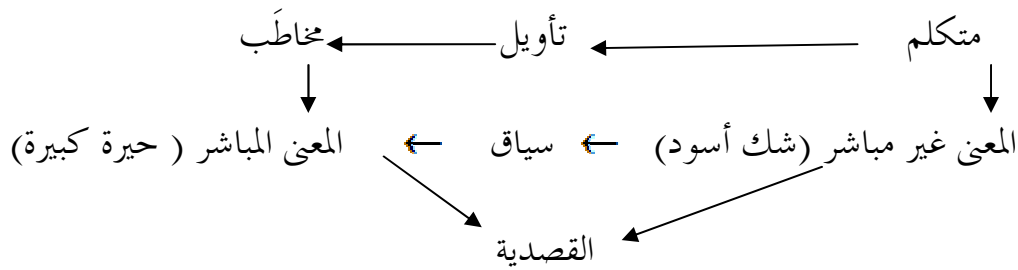 متكلم تأويل مخاطَب
المعنى غير مباشر (شك أسود) سياق المعنى المباشر ( حيرة كبيرة)
القصدية